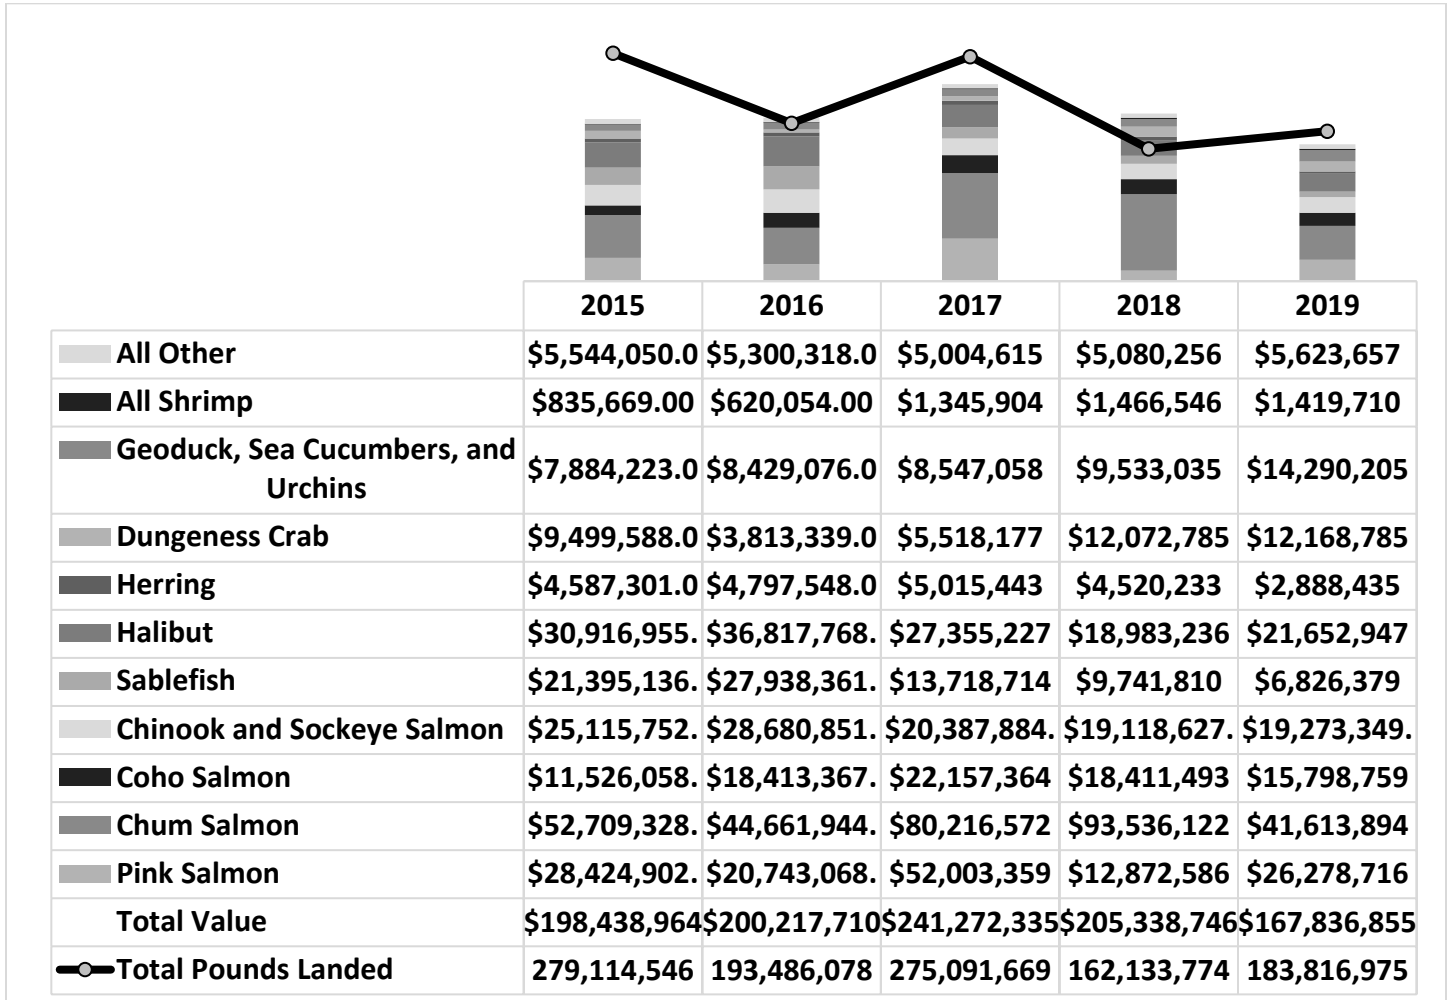 2015 2016 2017 2018 2019
All Other $5,544,050.0 $5,300,318.0 $5,004,615 $5,080,256 $5,623,657
All Shrimp $835,669.00 $620,054.00 $1,345,904 $1,466,546 $1,419,710
Geoduck, Sea Cucumbers, and
Urchins $7,884,223.0 $8,429,076.0 $8,547,058 $9,533,035 $14,290,205
Dungeness Crab $9,499,588.0 $3,813,339.0 $5,518,177 $12,072,785 $12,168,785
Herring $4,587,301.0 $4,797,548.0 $5,015,443 $4,520,233 $2,888,435
Halibut $30,916,955. $36,817,768. $27,355,227 $18,983,236 $21,652,947
Sablefish $21,395,136. $27,938,361. $13,718,714 $9,741,810 $6,826,379
Chinook and Sockeye Salmon $25,115,752. $28,680,851. $20,387,884. $19,118,627. $19,273,349.
Coho Salmon $11,526,058. $18,413,367. $22,157,364 $18,411,493 $15,798,759
Chum Salmon $52,709,328. $44,661,944. $80,216,572 $93,536,122 $41,613,894
Pink Salmon $28,424,902. $20,743,068. $52,003,359 $12,872,586 $26,278,716
Total Value $198,438,964 $200,217,710 $241,272,335 $205,338,746 $167,836,855
Total Pounds Landed 279,114,546 193,486,078 275,091,669 162,133,774 183,816,975